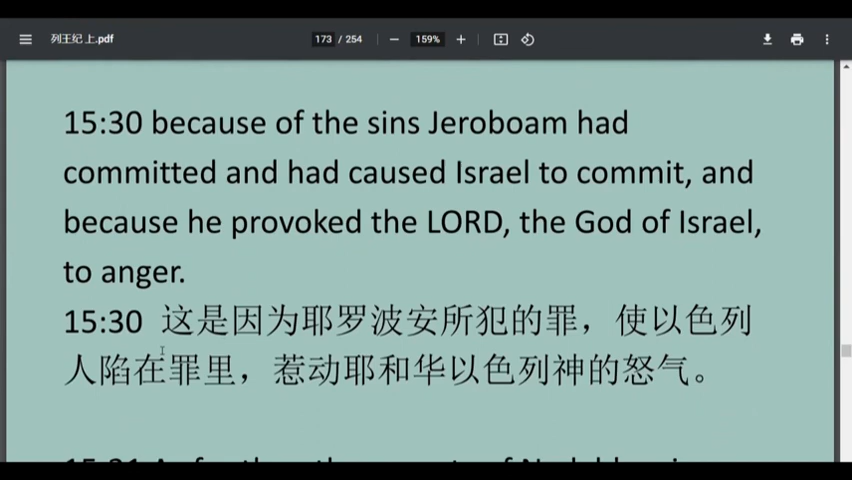 列王纪 上.pdf
173 / 254
159%
15:30 because of the sins Jeroboam had
committed and had caused Israel to commit, and
because he provoked the LORD, the God of Israel,
to anger.
15:30 这是因为耶罗波安所犯的罪，使以色列
人陷在罪里，惹动耶和华以色列神的怒气。